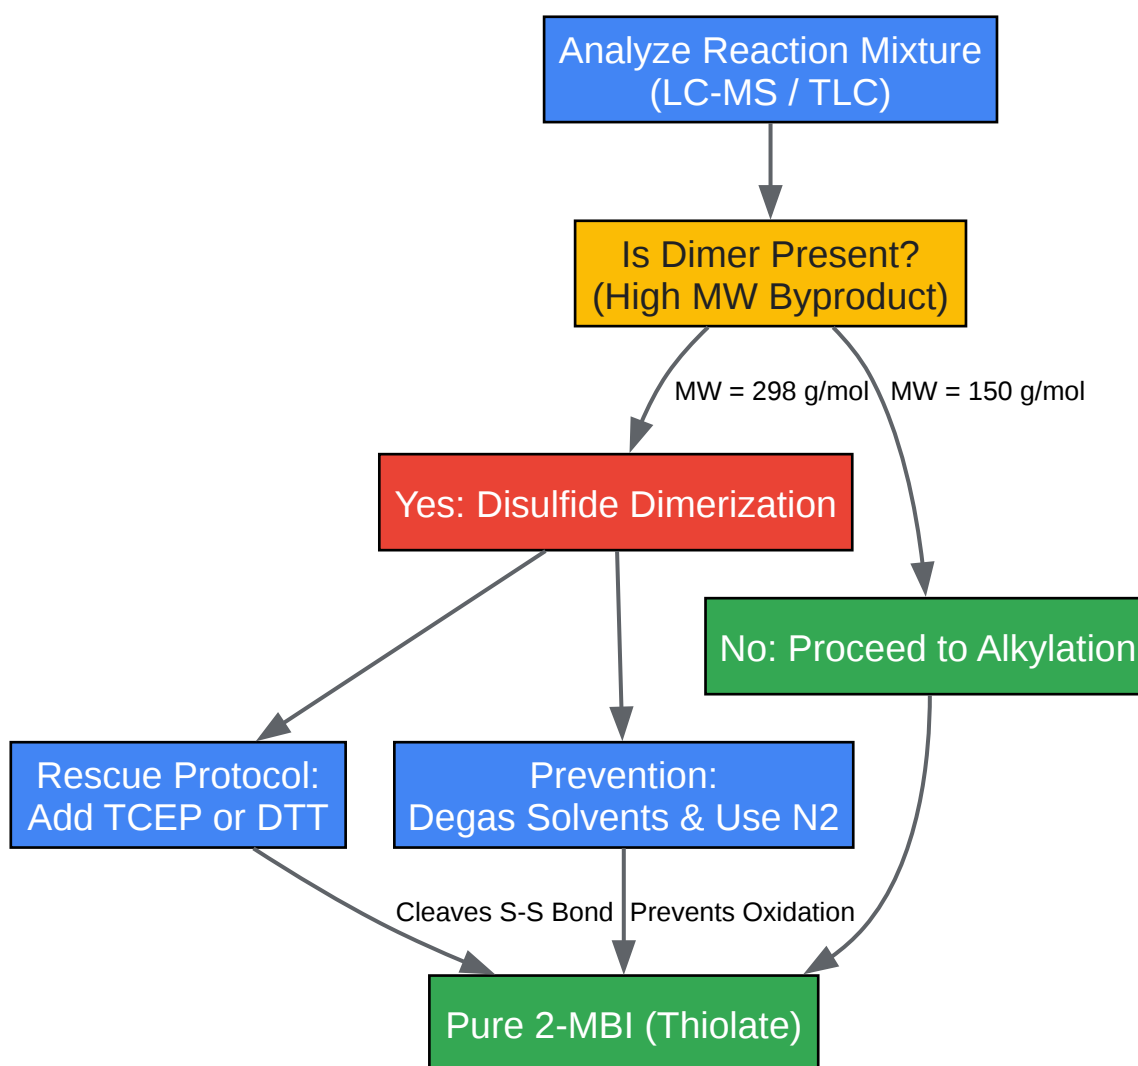 Analyze Reaction Mixture
(LC-MS / TLC)
Is Dimer Present?
(High MW Byproduct)
MW = 298 g/mol
MW = 150 g/mol
Yes: Disulfide Dimerization
No: Proceed to Alkylation
Rescue Protocol:
Add TCEP or DTT
Prevention:
Degas Solvents & Use N2
Cleaves S-S Bond
Prevents Oxidation
Pure 2-MBI (Thiolate)